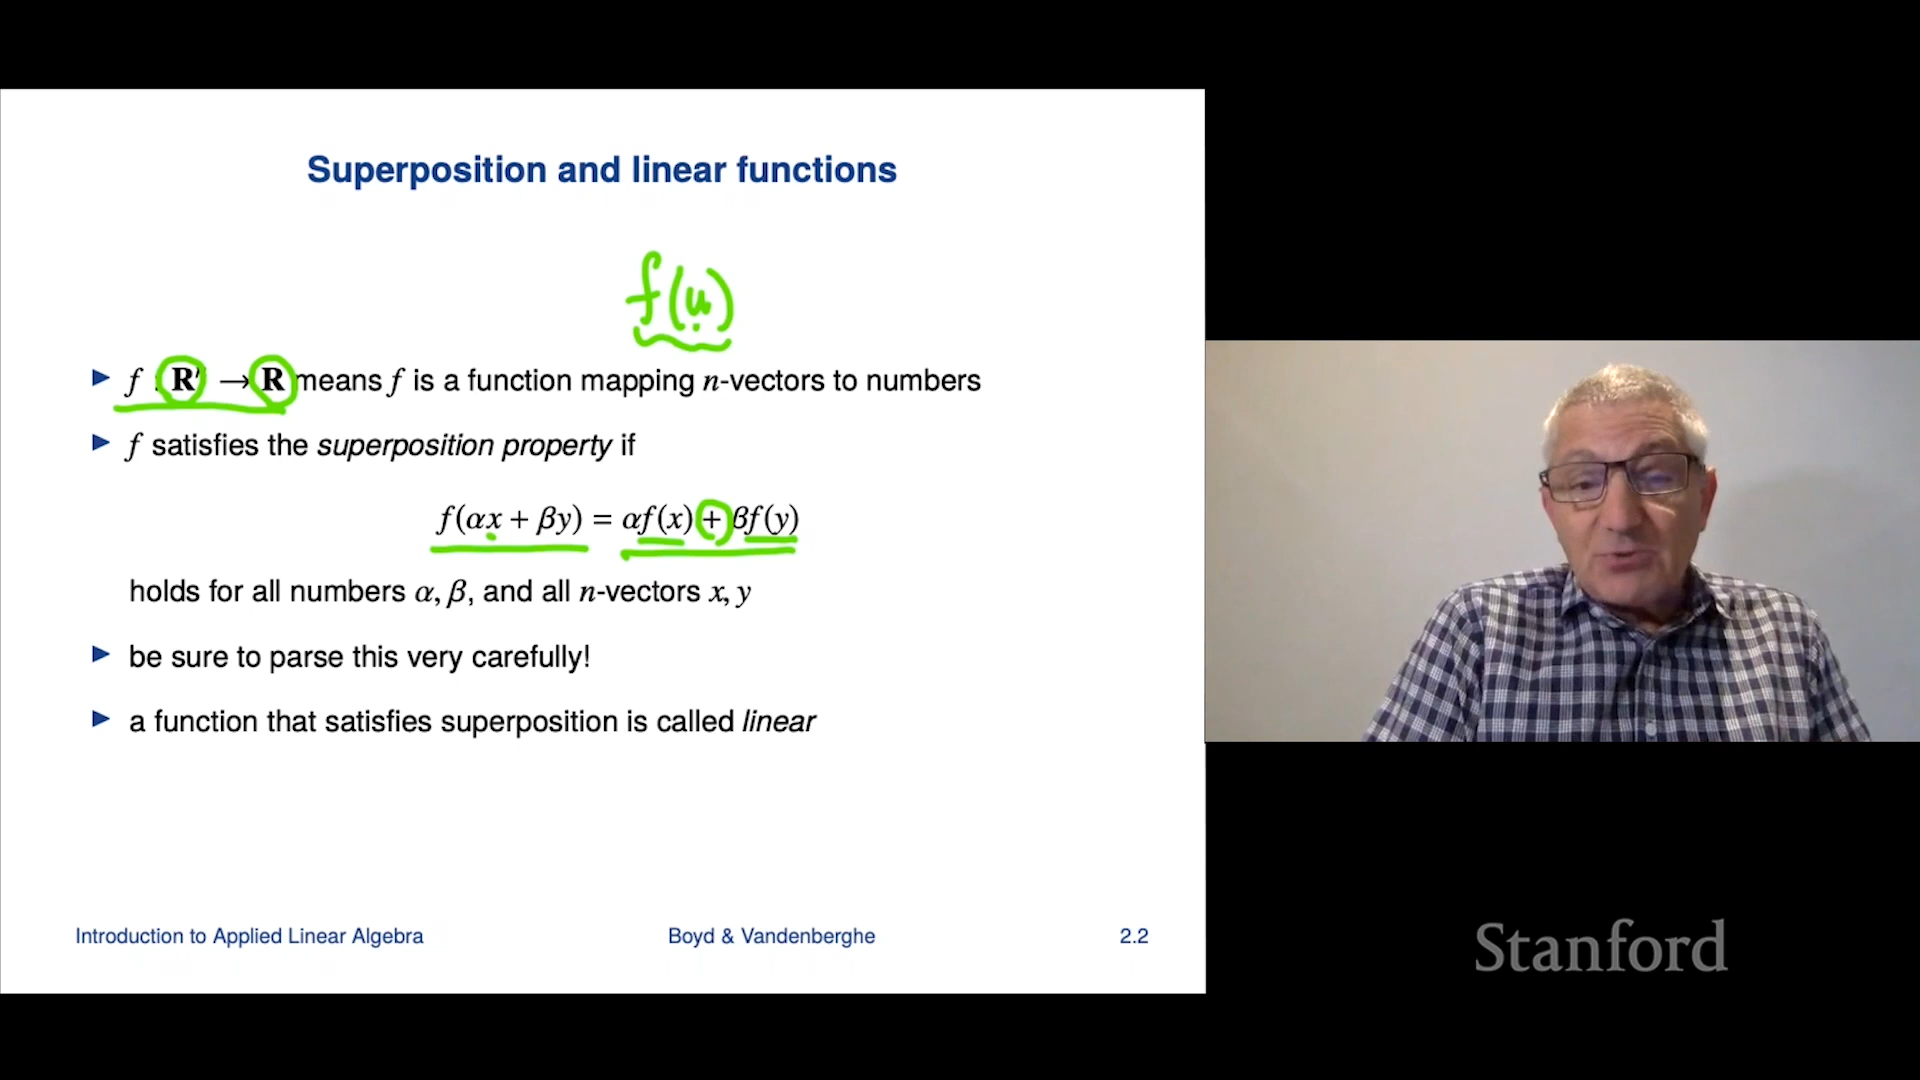 Superposition and linear functions
f(u)
▶ f : Rⁿ → R means f is a function mapping n-vectors to numbers
▶ f satisfies the superposition property if
f(αx + βy) = αf(x) + βf(y)
holds for all numbers α, β, and all n-vectors x, y
▶ be sure to parse this very carefully!
▶ a function that satisfies superposition is called linear
Introduction to Applied Linear Algebra Boyd & Vandenberghe 2.2
Stanford